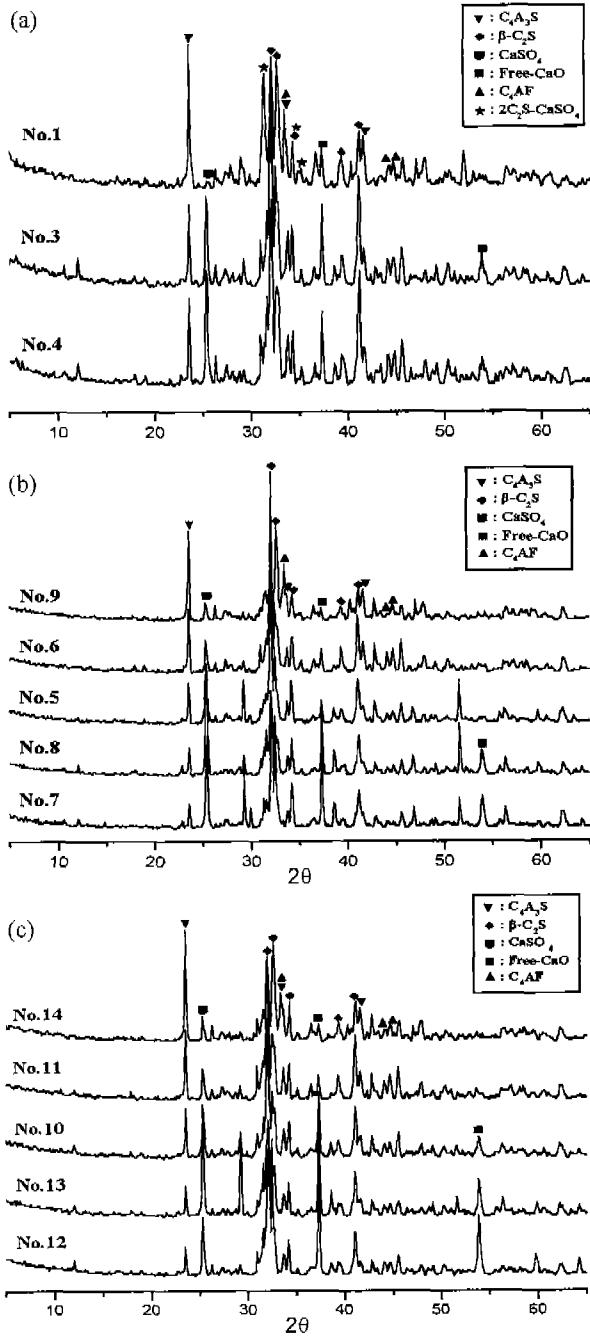 (a)
▼ : C₄A₃S
◆ : β-C₂S
■ : CaSO₄
■ : Free-CaO
▲ : C₄AF
★ : 2C₂S-CaSO₄
No.1
No.3
No.4
10 20 30 40 50 60
(b)
▼ : C₄A₃S
◆ : β-C₂S
■ : CaSO₄
■ : Free-CaO
▲ : C₄AF
No.9
No.6
No.5
No.8
No.7
10 20 30 40 50 60
2θ
(c)
▼ : C₄A₃S
◆ : β-C₂S
■ : CaSO₄
■ : Free-CaO
▲ : C₄AF
No.14
No.11
No.10
No.13
No.12
10 20 30 40 50 60
2θ